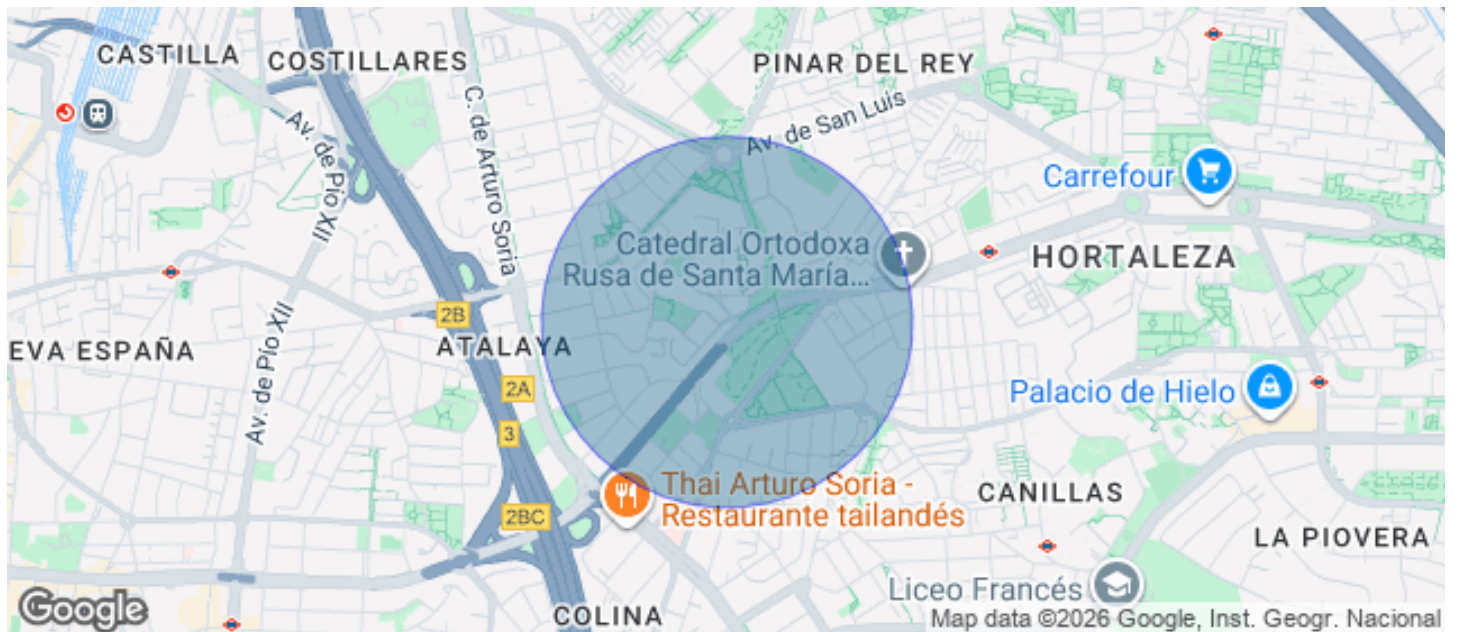 CASTILLA
COSTILLARES
PINAR DEL REY
Av. de San Luis
Av. de Pío XII
C. de Arturo Soria
Carrefour
Catedral Ortodoxa
Rusa de Santa María...
HORTALEZA
2B
EVA ESPAÑA
Av. de Pío XII
ATALAYA
2A
Palacio de Hielo
3
Thai Arturo Soria -
Restaurante tailandés
CANILLAS
2BC
LA PIOVERA
Liceo Francés
COLINA
Google
Map data ©2026 Google, Inst. Geogr. Nacional